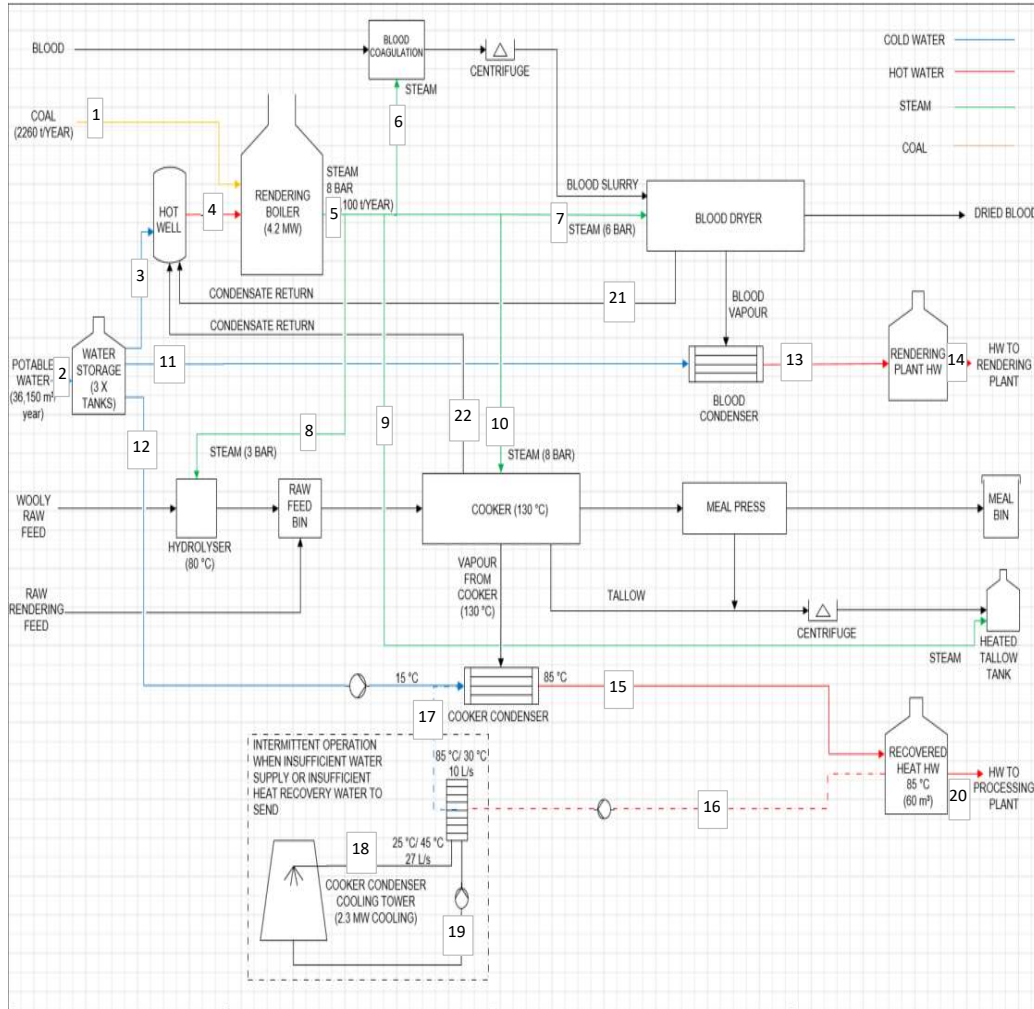 BLOOD
BLOOD
COAGULATION
CENTRIFUGE
STEAM
COLD WATER
HOT WATER
STEAM
COAL
1
COAL
(2260 t/YEAR)
6
HOT
WELL
4
RENDERING
BOILER
(4.2 MW)
STEAM
8 BAR
100 t/YEAR)
5
BLOOD SLURRY
7
STEAM (6 BAR)
BLOOD DRYER
DRIED BLOOD
3
CONDENSATE RETURN
21
CONDENSATE RETURN
BLOOD
VAPOUR
POTABLE
WATER
(36,150 m³/
year)
2
WATER
STORAGE
(3 X
TANKS)
11
BLOOD
CONDENSER
13
RENDERING
PLANT HW
14
HW TO
RENDERING
PLANT
12
8
9
22
10
STEAM (3 BAR)
STEAM (8 BAR)
WOOLY
RAW
FEED
HYDROLYSER
(80 °C)
RAW
FEED
BIN
COOKER (130 °C)
MEAL PRESS
MEAL
BIN
VAPOUR
FROM
COOKER
(130 °C)
TALLOW
RAW
RENDERING
FEED
CENTRIFUGE
STEAM
HEATED
TALLOW
TANK
15 °C
COOKER CONDENSER
85 °C
15
17
INTERMITTENT OPERATION
WHEN INSUFFICIENT WATER
SUPPLY OR INSUFFICIENT
HEAT RECOVERY WATER TO
SEND
85 °C/ 30 °C
10 L/s
16
RECOVERED
HEAT HW
85 °C
(60 m³)
20
HW TO
PROCESSING
PLANT
18
25 °C/ 45 °C
27 L/s
COOKER CONDENSER
COOLING TOWER
(2.3 MW COOLING)
19